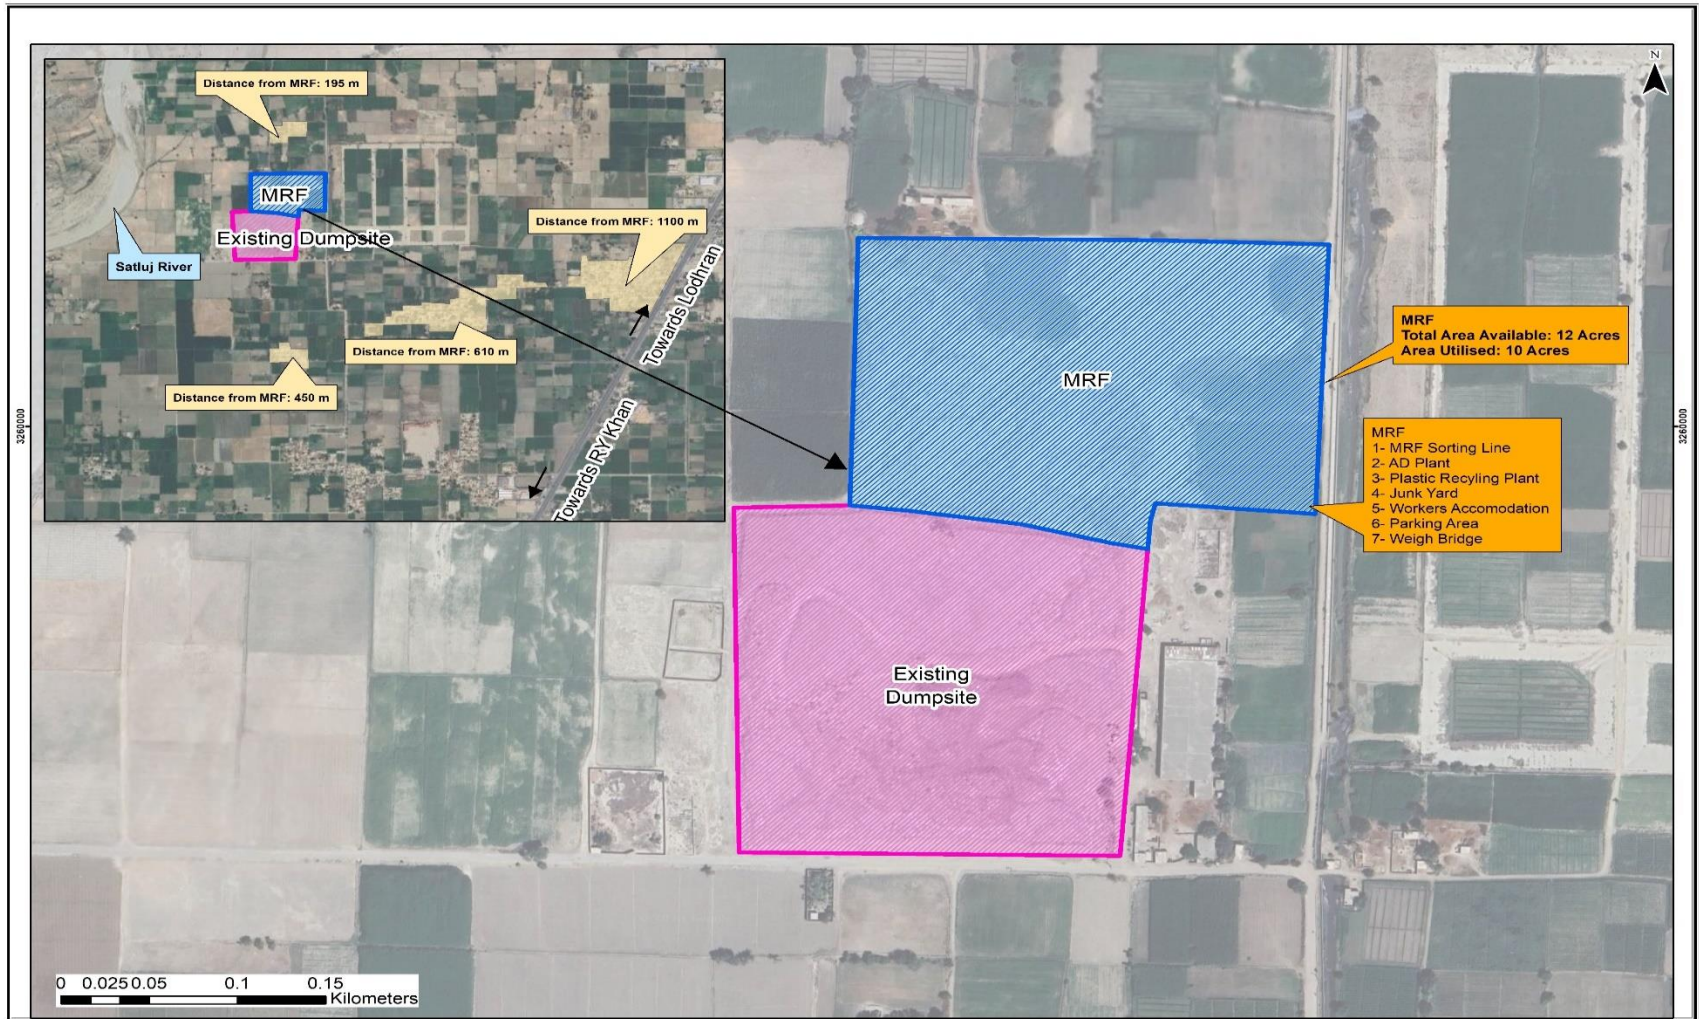 N
Distance from MRF: 195 m
MRF
Existing Dumpsite
Satluj River
Distance from MRF: 1100 m
Distance from MRF: 610 m
Distance from MRF: 450 m
Towards Lodhran
Towards RY Khan
3260000
3260000
MRF
MRF
Total Area Available: 12 Acres
Area Utilised: 10 Acres
MRF
1- MRF Sorting Line
2- AD Plant
3- Plastic Recyling Plant
4- Junk Yard
5- Workers Accomodation
6- Parking Area
7- Weigh Bridge
Existing
Dumpsite
0 0.025 0.05 0.1 0.15
Kilometers